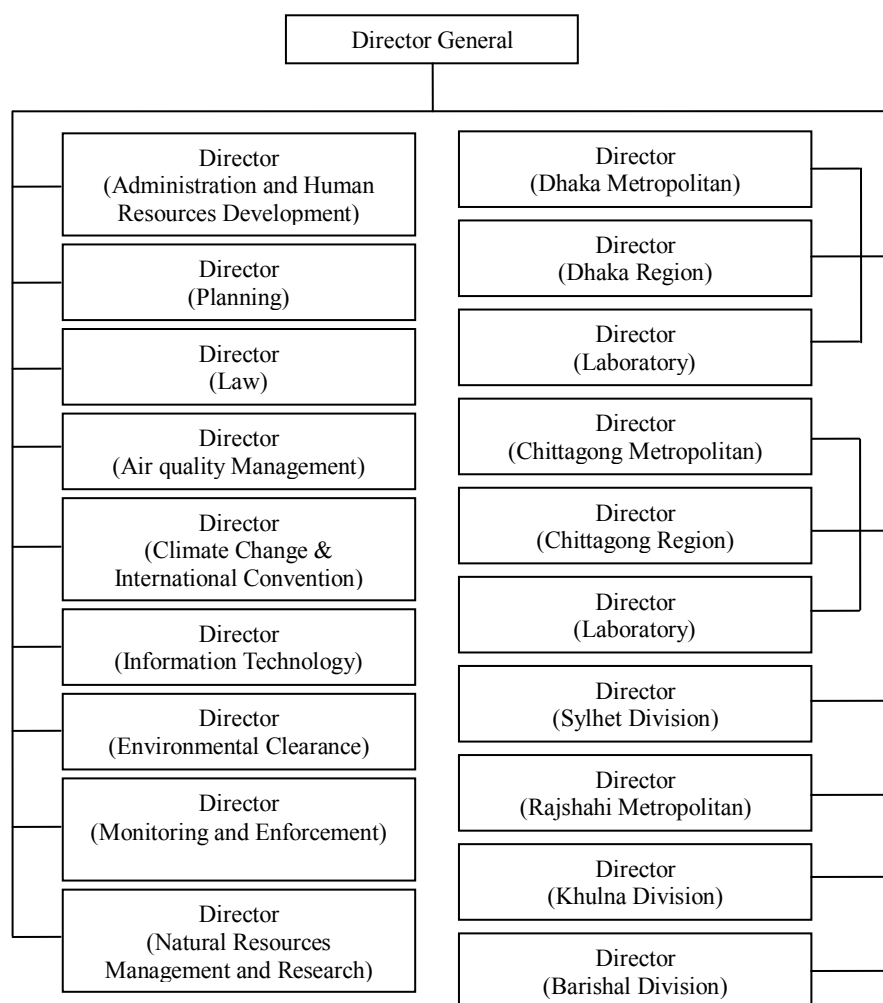 Director General
Director
(Administration and Human
Resources Development)
Director
(Planning)
Director
(Law)
Director
(Air quality Management)
Director
(Climate Change &
International Convention)
Director
(Information Technology)
Director
(Environmental Clearance)
Director
(Monitoring and Enforcement)
Director
(Natural Resources
Management and Research)
Director
(Dhaka Metropolitan)
Director
(Dhaka Region)
Director
(Laboratory)
Director
(Chittagong Metropolitan)
Director
(Chittagong Region)
Director
(Laboratory)
Director
(Sylhet Division)
Director
(Rajshahi Metropolitan)
Director
(Khulna Division)
Director
(Barishal Division)